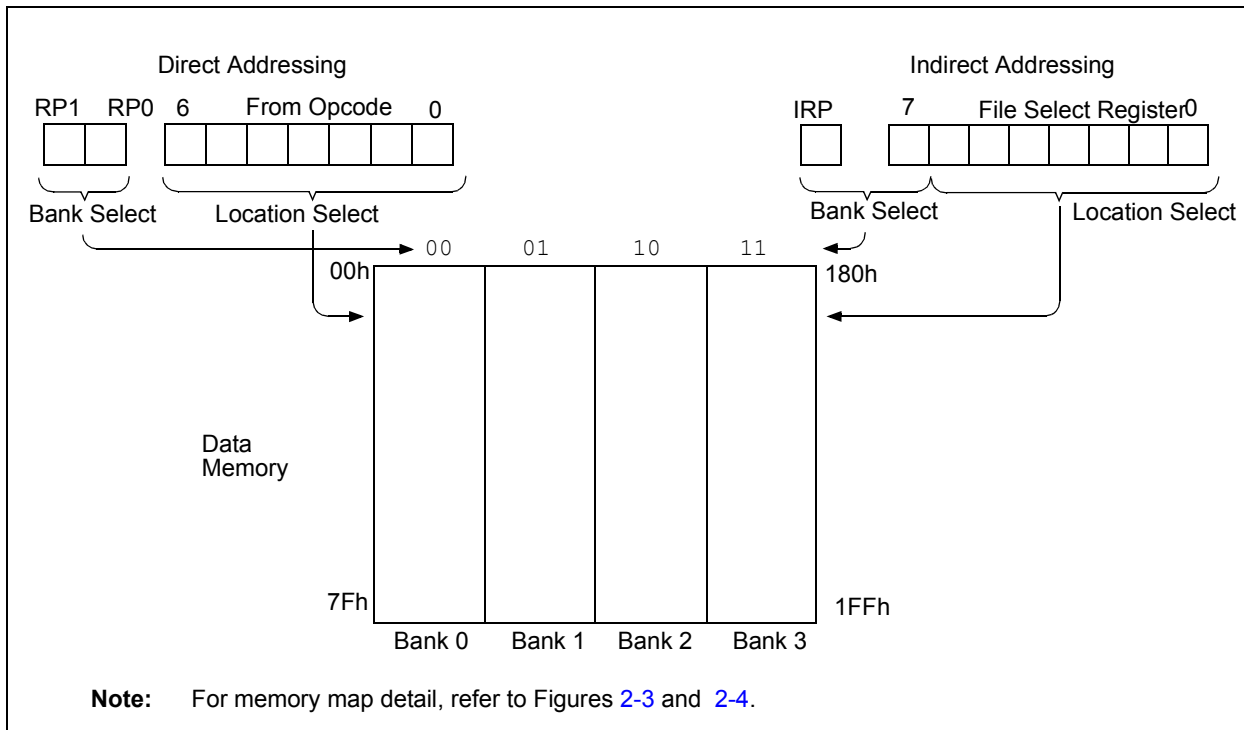 Direct Addressing
Indirect Addressing
RP1 RP0 6 From Opcode 0
IRP 7 File Select Register 0
Bank Select Location Select
Bank Select Location Select
00 01 10 11
00h
180h
Data
Memory
7Fh
1FFh
Bank 0 Bank 1 Bank 2 Bank 3
Note: For memory map detail, refer to Figures 2-3 and 2-4.